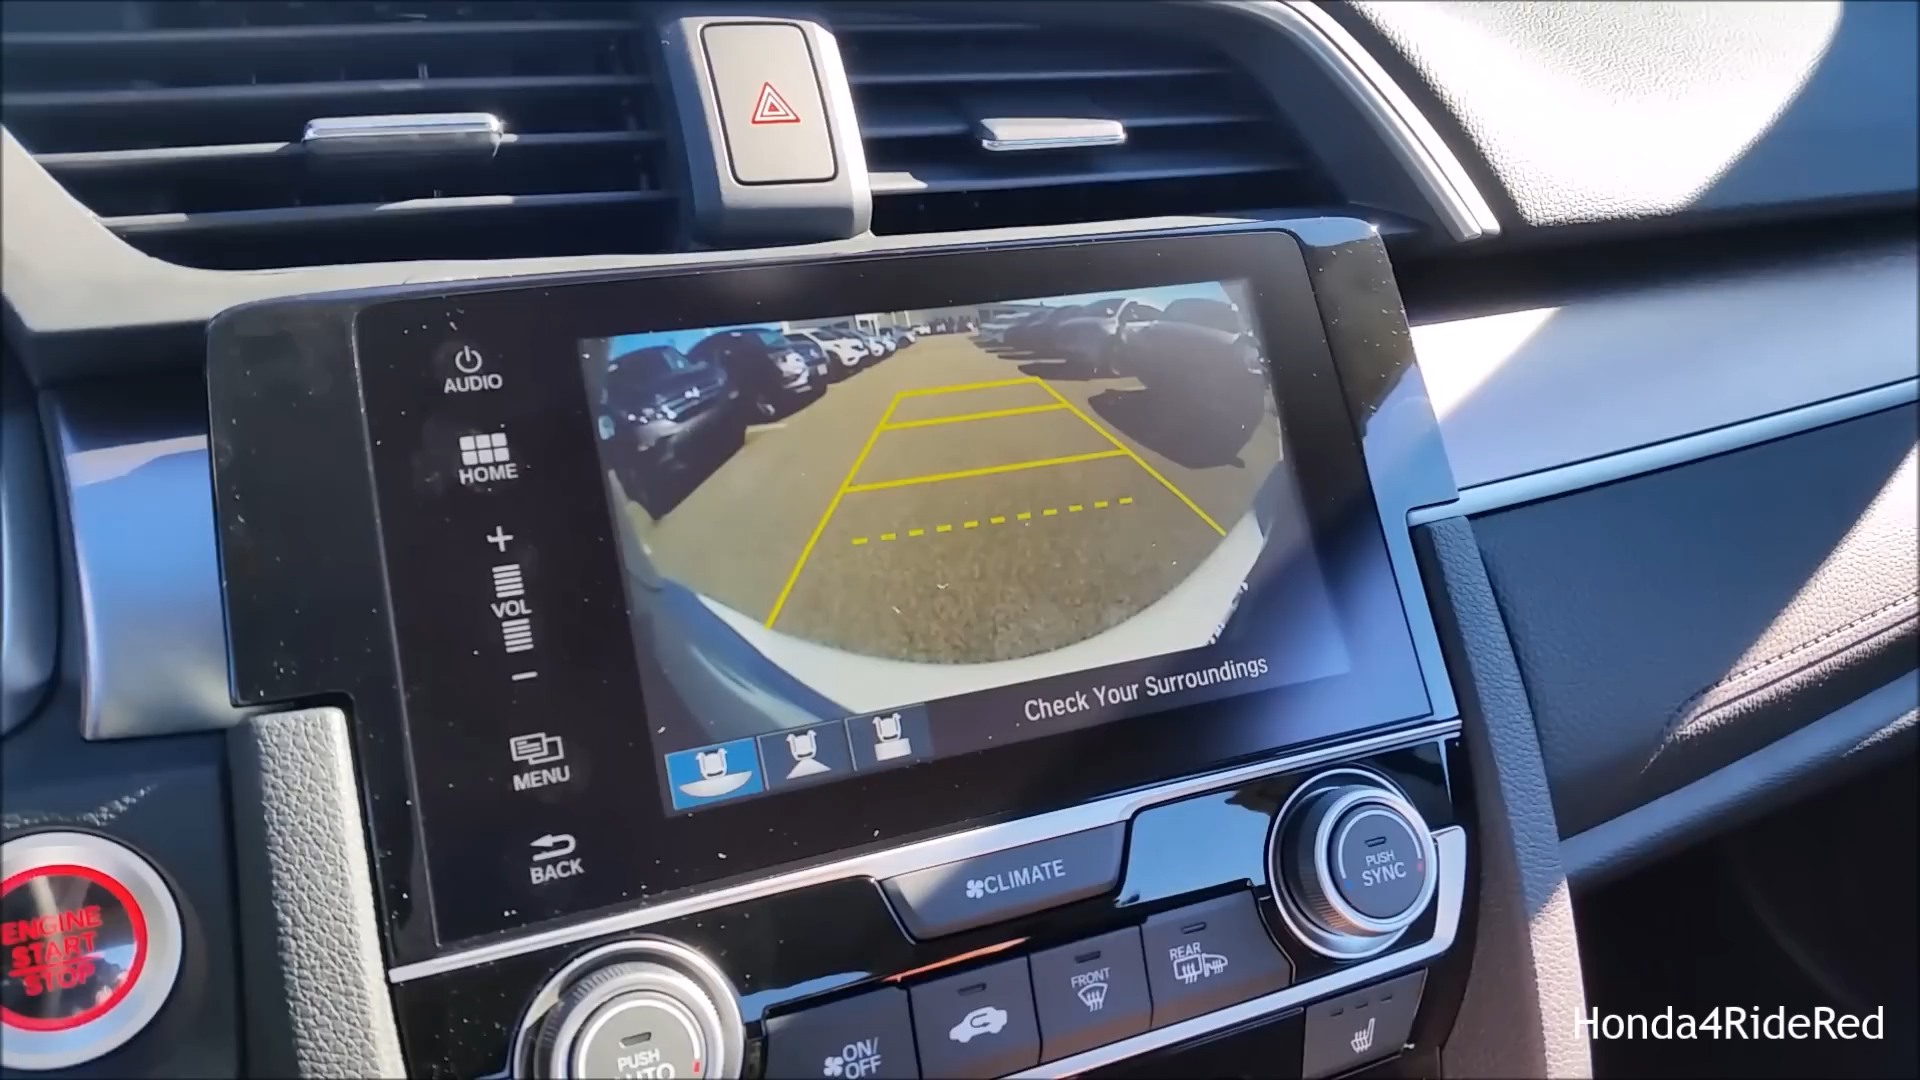 AUDIO
HOME
+
VOL
−
MENU
BACK
Check Your Surroundings
ENGINE
START
STOP
CLIMATE
PUSH
SYNC
PUSH
AUTO
ON/
OFF
FRONT
REAR
Honda4RideRed